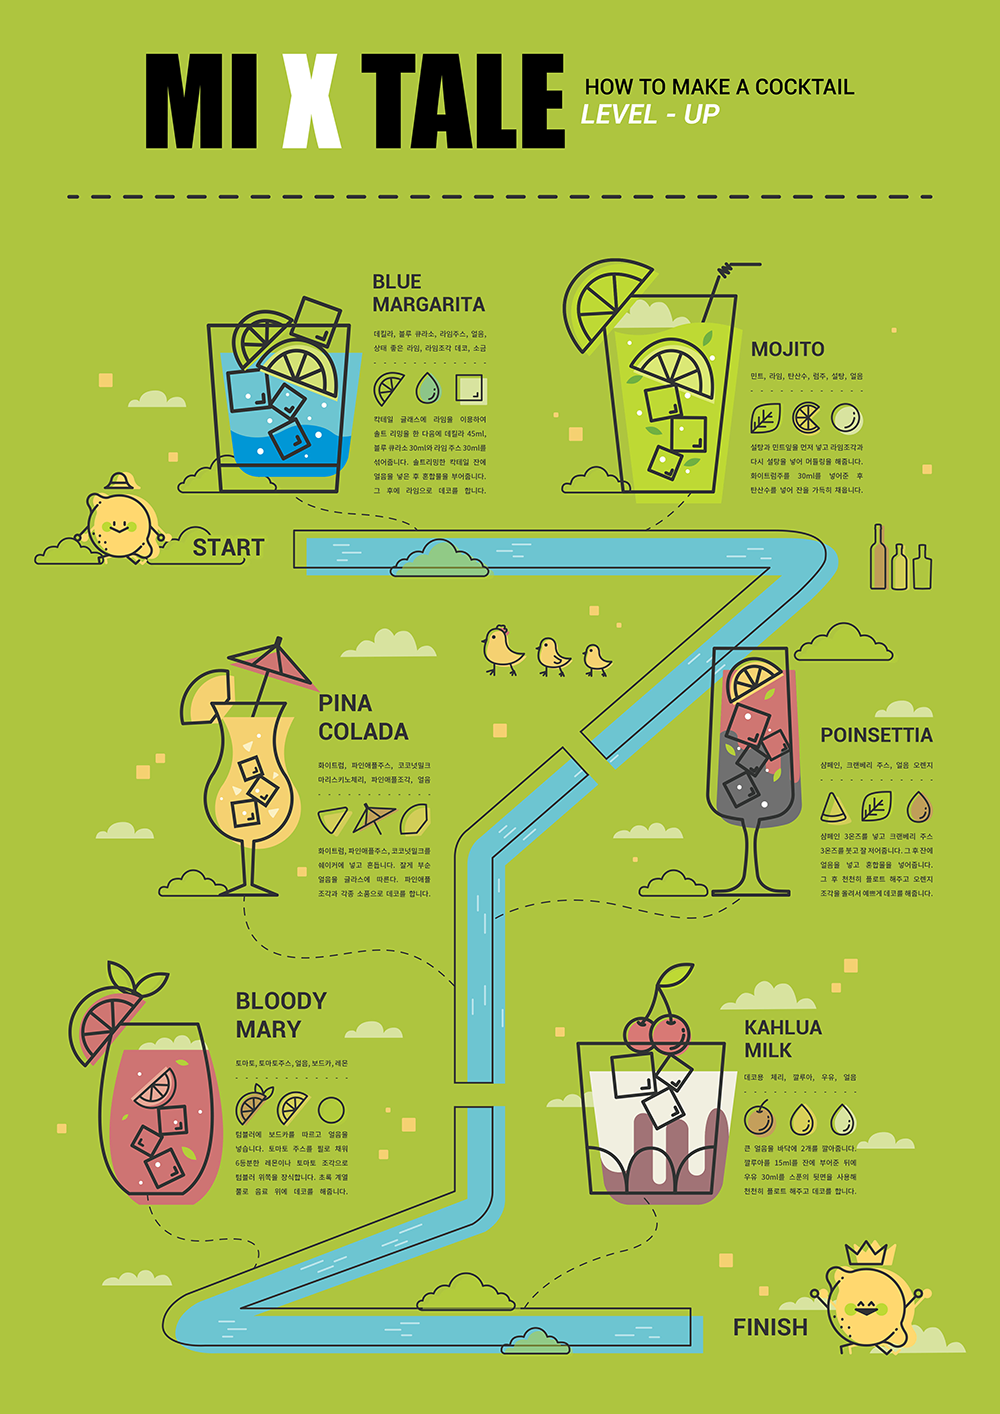 MI X TALE
HOW TO MAKE A COCKTAIL
LEVEL - UP
BLUE
MARGARITA
데킬라, 블루 큐라소, 라임주스, 얼음,
상태 좋은 라임, 라임조각 데코, 소금
칵테일 글래스에 라임을 이용하여
솔트 리밍을 한 다음에 데킬라 45ml,
블루 큐라소 30ml와 라임 주스 30ml를
섞어줍니다. 솔트리밍한 칵테일 잔에
얼음을 넣은 후 혼합물을 부어줍니다.
그 후에 라임으로 데코를 합니다.
MOJITO
민트, 라임, 탄산수, 럼주, 설탕, 얼음
설탕과 민트잎을 먼저 넣고 라임조각과
다시 설탕을 넣어 머들링을 해줍니다.
화이트럼주를 30ml를 넣어준 후
탄산수를 넣어 잔을 가득히 채웁니다.
START
PINA
COLADA
화이트럼, 파인애플주스, 코코넛밀크
마리스키노체리, 파인애플조각, 얼음
화이트럼, 파인애플주스, 코코넛밀크를
쉐이커에 넣고 흔듭니다. 잘게 부순
얼음을 글라스에 따른다. 파인애플
조각과 각종 소품으로 데코를 합니다.
POINSETTIA
샴페인, 크랜베리 주스, 얼음 오렌지
샴페인 3온즈를 넣고 크랜베리 주스
3온즈를 붓고 잘 저어줍니다. 그 후 잔에
얼음을 넣고 혼합물을 넣어줍니다.
그 후 천천히 플로트 해주고 오렌지
조각을 올려서 예쁘게 데코를 해줍니다.
BLOODY
MARY
토마토, 토마토주스, 얼음, 보드카, 레몬
텀블러에 보드카를 따르고 얼음을
넣습니다. 토마토 주스를 필로 채워
6등분한 레몬이나 토마토 조각으로
텀블러 위쪽을 장식합니다. 초록 계열
풀로 음료 위에 데코를 해줍니다.
KAHLUA
MILK
데코용 체리, 깔루아, 우유, 얼음
큰 얼음을 바닥에 2개를 깔아줍니다.
깔루아를 15ml를 잔에 부어준 뒤에
우유 30ml를 스푼의 뒷면을 사용해
천천히 플로트 해주고 데코를 합니다.
FINISH